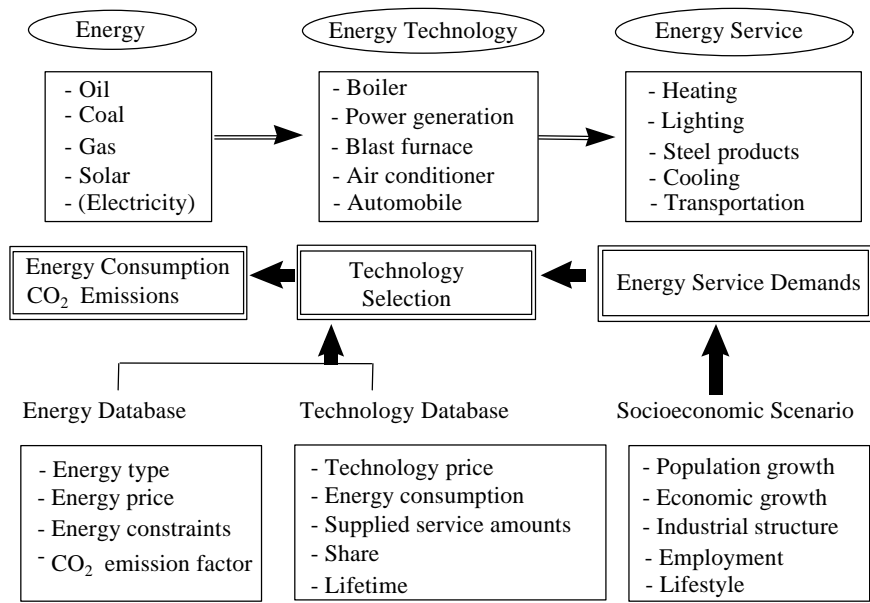 Energy
Energy Technology
Energy Service
- Oil
- Coal
- Gas
- Solar
- (Electricity)
- Boiler
- Power generation
- Blast furnace
- Air conditioner
- Automobile
- Heating
- Lighting
- Steel products
- Cooling
- Transportation
Energy Consumption
CO₂ Emissions
Technology
Selection
Energy Service Demands
Energy Database
Technology Database
Socioeconomic Scenario
- Energy type
- Energy price
- Energy constraints
- CO₂ emission factor
- Technology price
- Energy consumption
- Supplied service amounts
- Share
- Lifetime
- Population growth
- Economic growth
- Industrial structure
- Employment
- Lifestyle